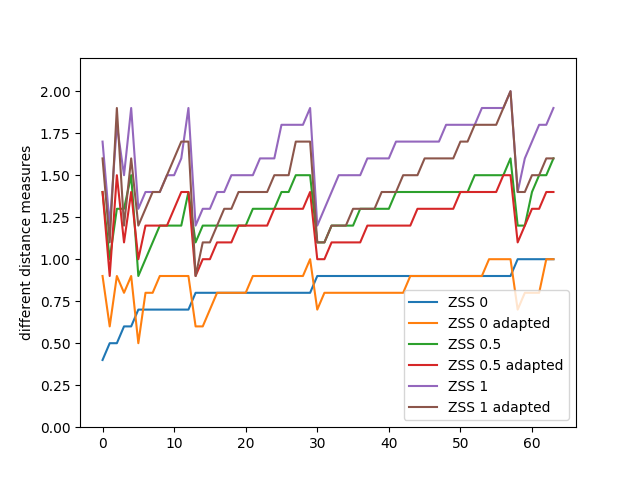 different distance measures
2.00
1.75
1.50
1.25
1.00
0.75
0.50
0.25
0.00
0 10 20 30 40 50 60
ZSS 0
ZSS 0 adapted
ZSS 0.5
ZSS 0.5 adapted
ZSS 1
ZSS 1 adapted